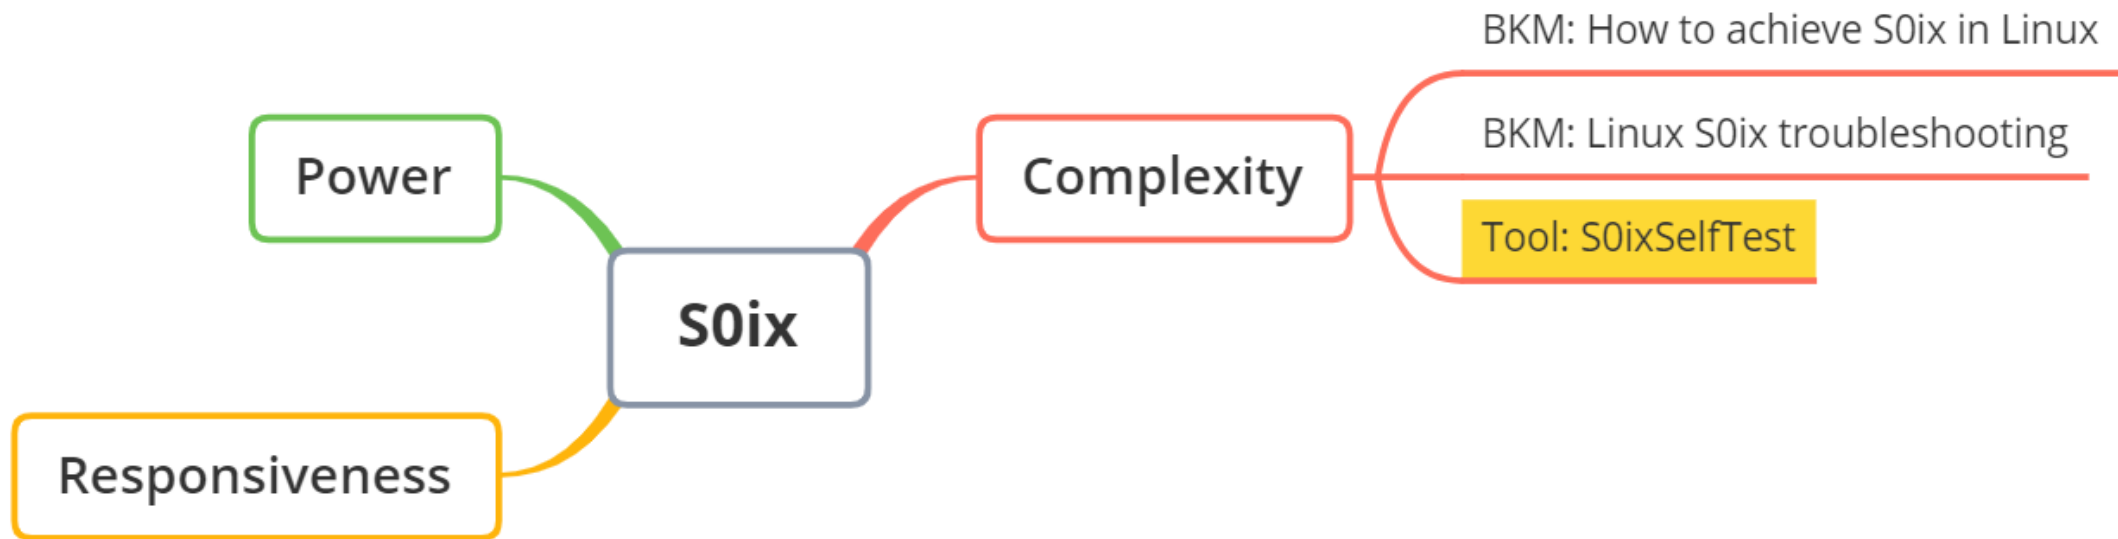 BKM: How to achieve S0ix in Linux
BKM: Linux S0ix troubleshooting
Power
Complexity
Tool: S0ixSelfTest
S0ix
Responsiveness